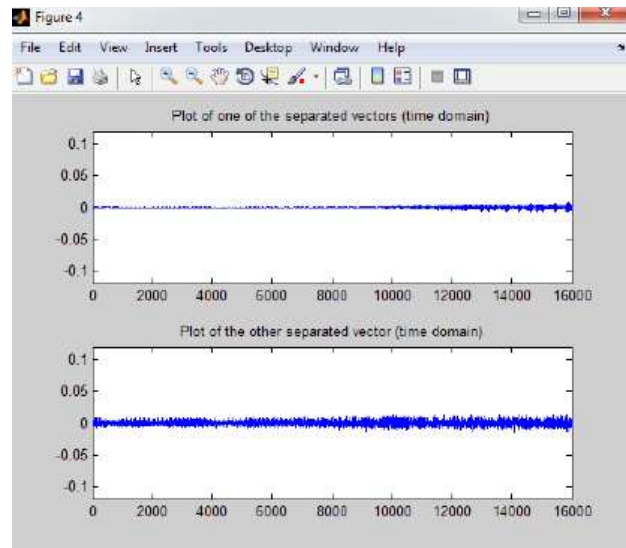 Figure 4
File Edit View Insert Tools Desktop Window Help
Plot of one of the separated vectors (time domain)
0.1
0.05
0
-0.05
-0.1
0 2000 4000 6000 8000 10000 12000 14000 16000
Plot of the other separated vector (time domain)
0.1
0.05
0
-0.05
-0.1
0 2000 4000 6000 8000 10000 12000 14000 16000